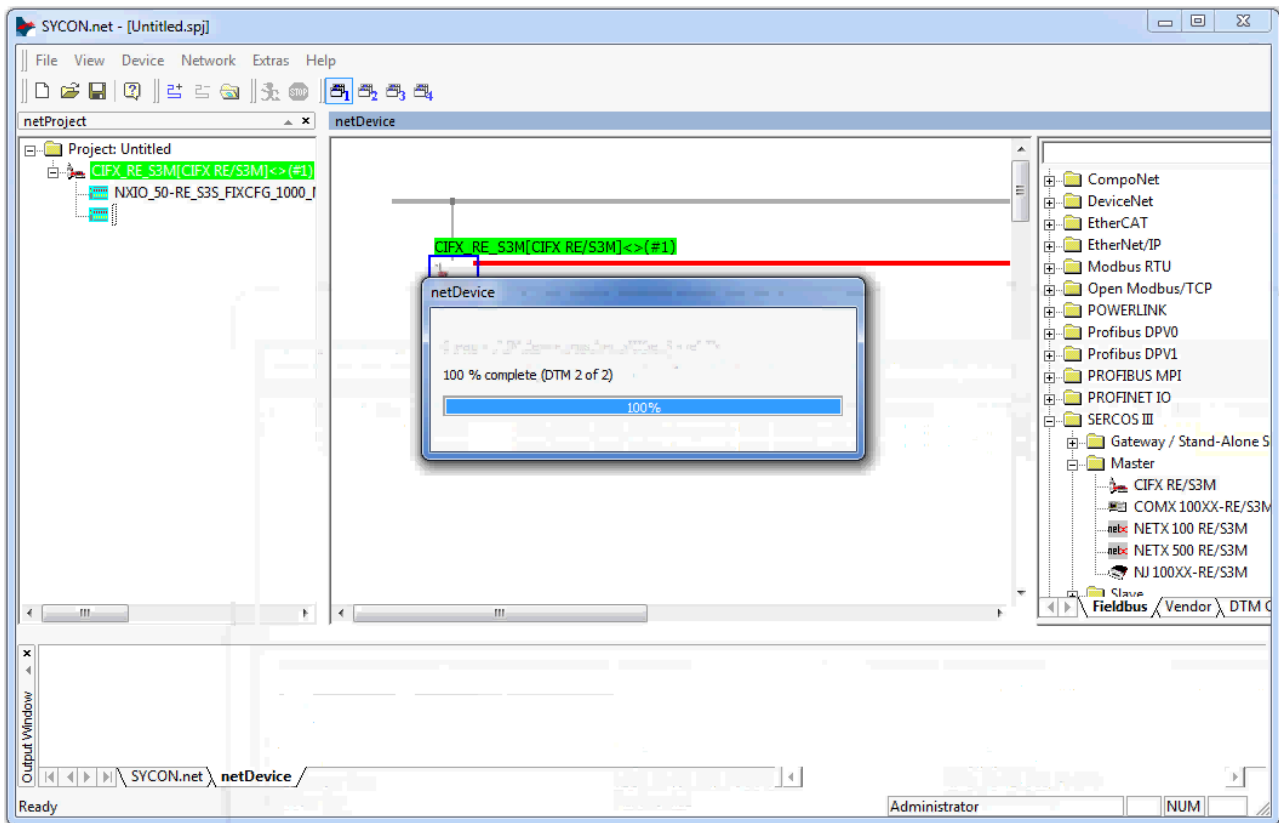 SYCON.net - [Untitled.spj]
File View Device Network Extras Help
netProject
netDevice
Project: Untitled
CIFX_RE_S3M[CIFX RE/S3M]<>(#1)
NXIO_50-RE_S3S_FIXCFG_1000_
CIFX_RE_S3M[CIFX RE/S3M]<>(#1)
netDevice
100 % complete (DTM 2 of 2)
100%
CompoNet
DeviceNet
EtherCAT
EtherNet/IP
Modbus RTU
Open Modbus/TCP
POWERLINK
Profibus DPV0
Profibus DPV1
PROFIBUS MPI
PROFINET IO
SERCOS III
Gateway / Stand-Alone S
Master
CIFX RE/S3M
COMX 100XX-RE/S3M
netX NETX 100 RE/S3M
netX NETX 500 RE/S3M
NJ 100XX-RE/S3M
Slave
Fieldbus Vendor DTM C
Output Window
SYCON.net netDevice
Ready
Administrator
NUM